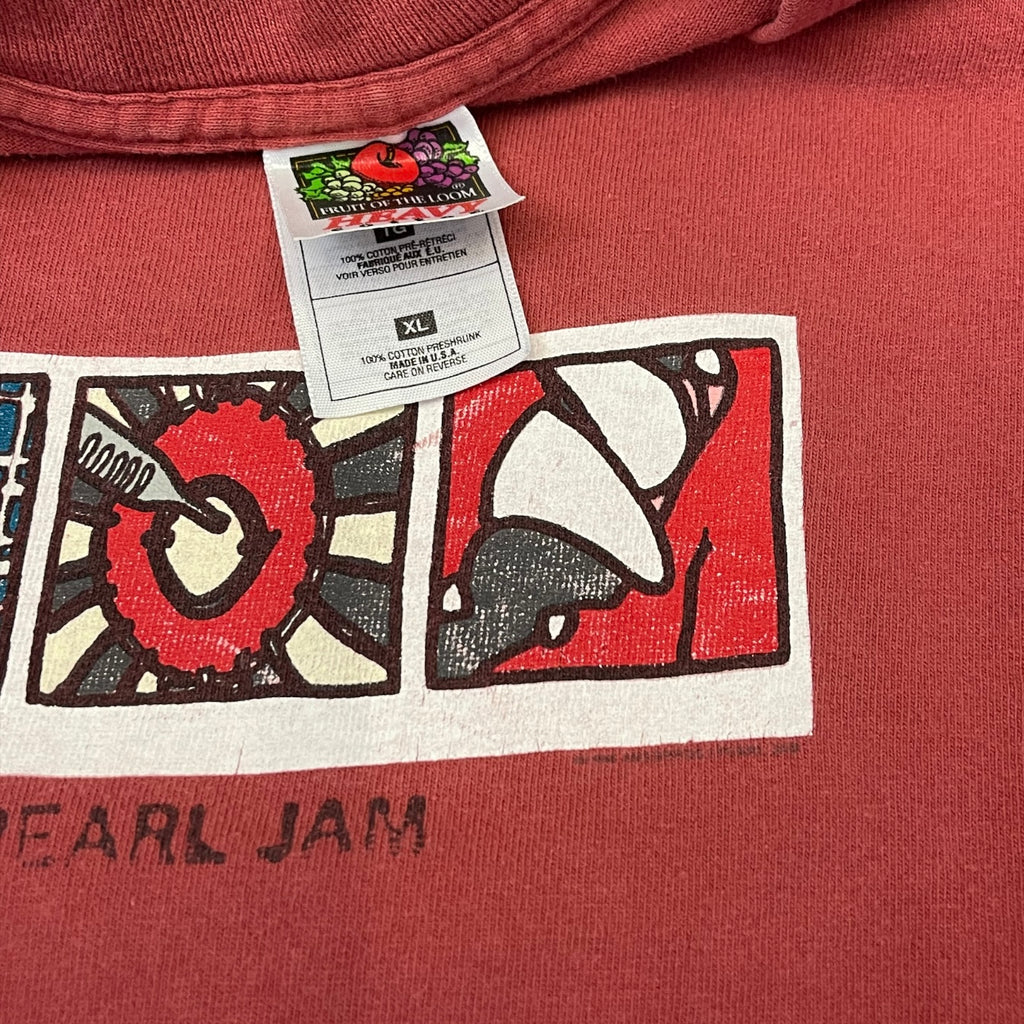 FRUIT OF THE LOOM
HEAVY
TG
100% COTON PRÉ-RÉTRÉCI
FABRIQUÉ AUX É.U.
VOIR VERSO POUR ENTRETIEN
XL
100% COTTON PRESHRUNK
MADE IN U.S.A.
CARE ON REVERSE
PEARL JAM